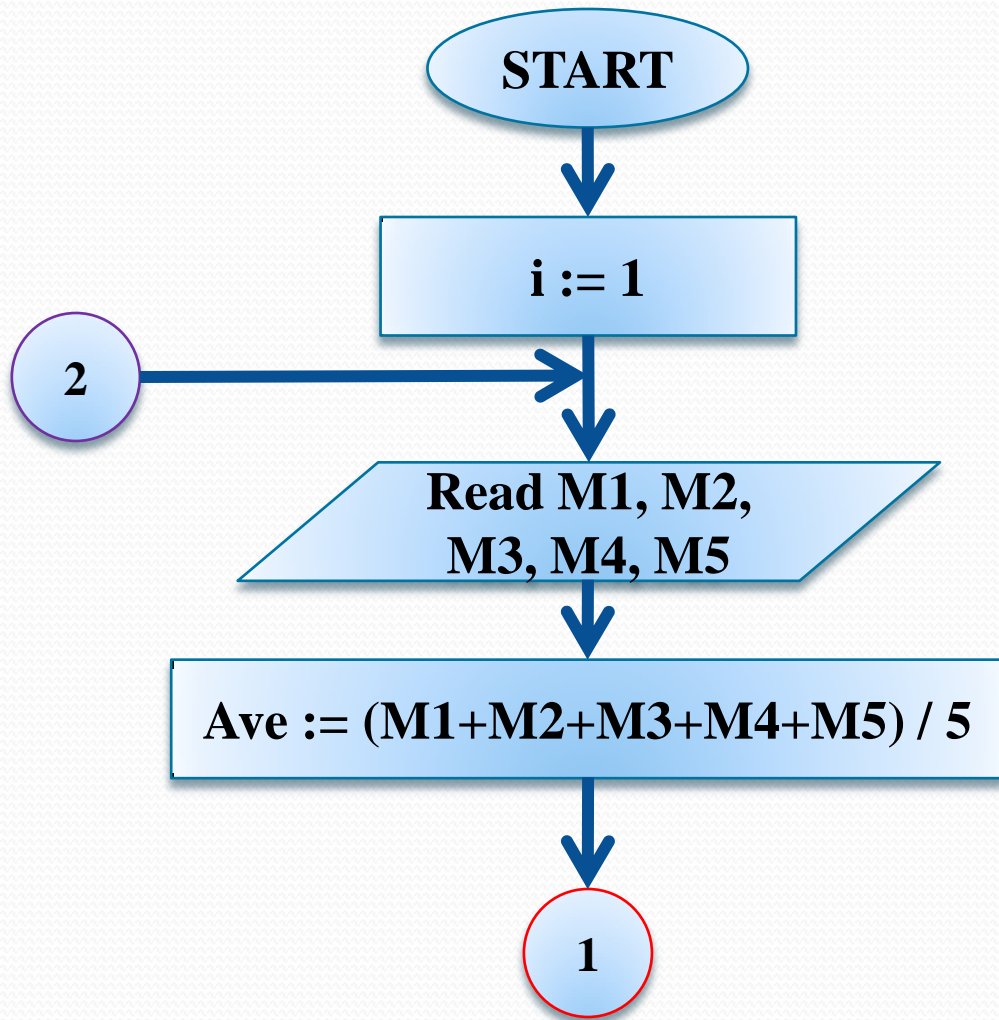 START
i := 1
2
Read M1, M2,
M3, M4, M5
Ave := (M1+M2+M3+M4+M5) / 5
1